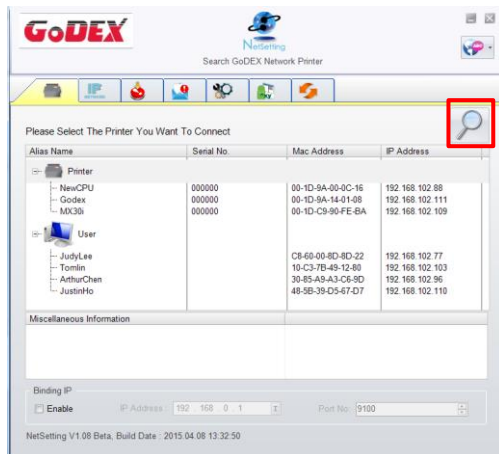 GoDEX
NetSetting
Search GoDEX Network Printer
IP
Please Select The Printer You Want To Connect
Alias Name Serial No. Mac Address IP Address
Printer
NewCPU 000000 00-1D-9A-00-0C-16 192.168.102.88
Godex 000000 00-1D-9A-14-01-08 192.168.102.111
MX30i 000000 00-1D-C9-90-FE-BA 192.168.102.109
User
JudyLee C8-60-00-8D-8D-22 192.168.102.77
Tomlin 10-C3-7B-49-12-80 192.168.102.103
ArthurChen 30-85-A9-A3-C6-9D 192.168.102.96
JustinHo 48-5B-39-D5-67-D7 192.168.102.110
Miscellaneous Information
Binding IP
Enable IP Address : 192 . 168 . 0 . 1 Port No: 9100
NetSetting V1.08 Beta, Build Date : 2015.04.08 13:32:50